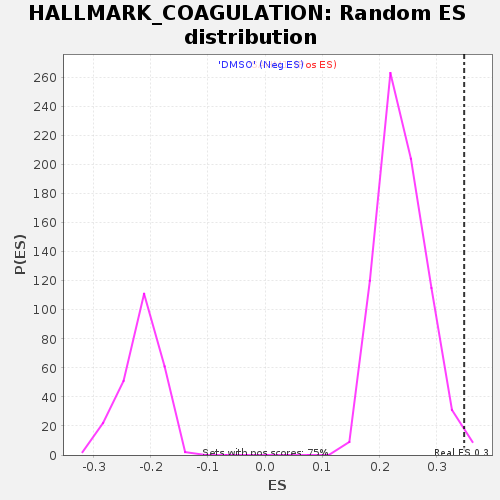 HALLMARK_COAGULATION: Random ES
distribution
'DMSO' (Neg ES) os ES)
260
240
220
200
180
160
140
120
100
80
60
40
20
0
P(ES)
Sets with pos scores: 75%
Real ES 0.3
-0.3 -0.2 -0.1 0.0 0.1 0.2 0.3
ES